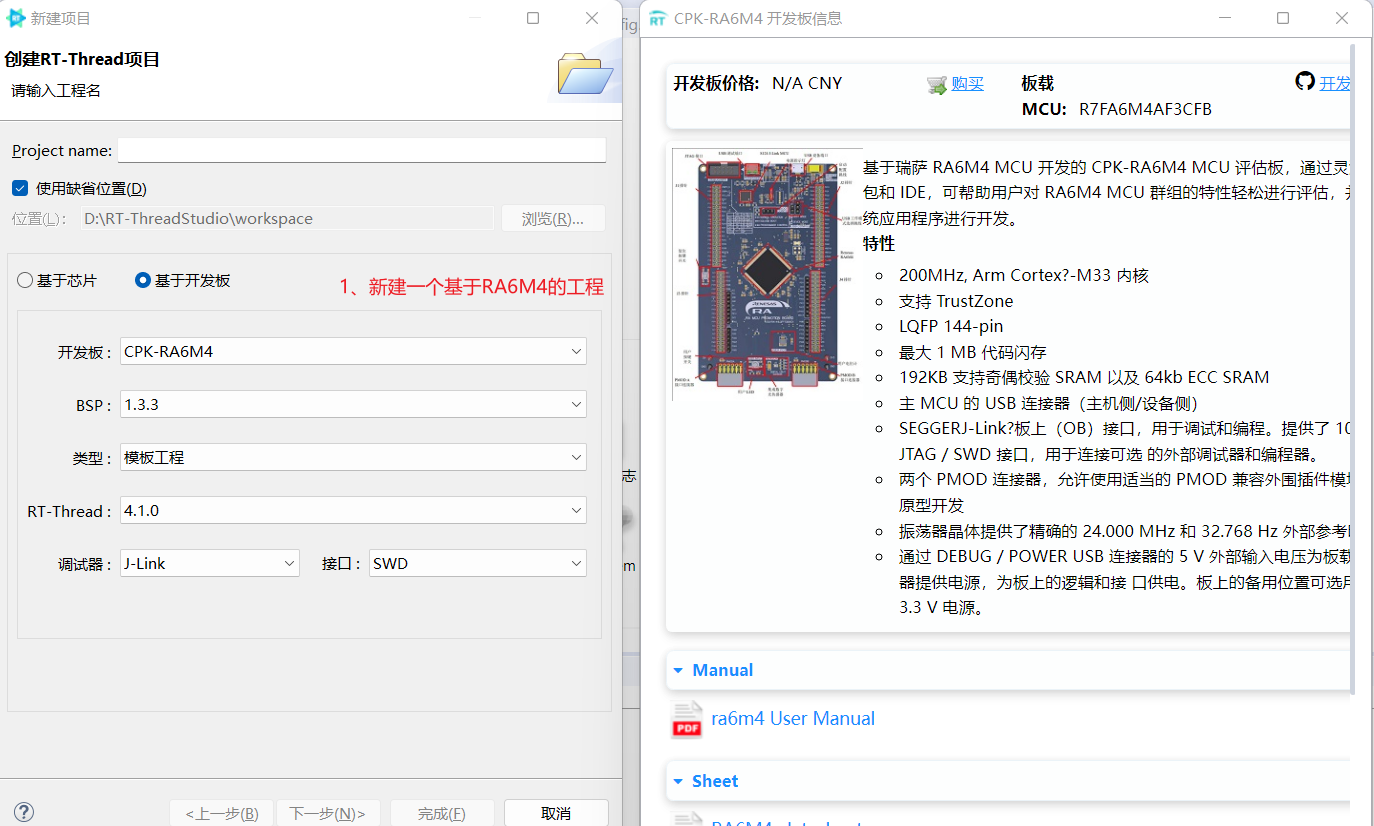 新建项目
创建RT-Thread项目
请输入工程名
Project name:
使用缺省位置(D)
位置(L):
D:\RT-ThreadStudio\workspace
浏览(R)...
基于芯片
基于开发板
1、新建一个基于RA6M4的工程
开发板：
CPK-RA6M4
BSP：
1.3.3
类型：
模板工程
RT-Thread：
4.1.0
调试器：
J-Link
接口：
SWD
<上一步(B)
下一步(N)>
完成(F)
取消
fig
志
m
CPK-RA6M4 开发板信息
开发板价格: N/A CNY
购买
板载
MCU: R7FA6M4AF3CFB
开发
RENESAS
RA
基于瑞萨 RA6M4 MCU 开发的 CPK-RA6M4 MCU 评估板，通过灵
包和 IDE，可帮助用户对 RA6M4 MCU 群组的特性轻松进行评估，
统应用程序进行开发。
特性
200MHz, Arm Cortex?-M33 内核
支持 TrustZone
LQFP 144-pin
最大 1 MB 代码闪存
192KB 支持奇偶校验 SRAM 以及 64kb ECC SRAM
主 MCU 的 USB 连接器（主机侧/设备侧）
SEGGERJ-Link?板上（OB）接口，用于调试和编程。提供了 10
JTAG / SWD 接口，用于连接可选 的外部调试器和编程器。
两个 PMOD 连接器，允许使用适当的 PMOD 兼容外围插件模
原型开发
振荡器晶体提供了精确的 24.000 MHz 和 32.768 Hz 外部参考
通过 DEBUG / POWER USB 连接器的 5 V 外部输入电压为板载
器提供电源，为板上的逻辑和接 口供电。板上的备用位置可选用
3.3 V 电源。
Manual
PDF
ra6m4 User Manual
Sheet